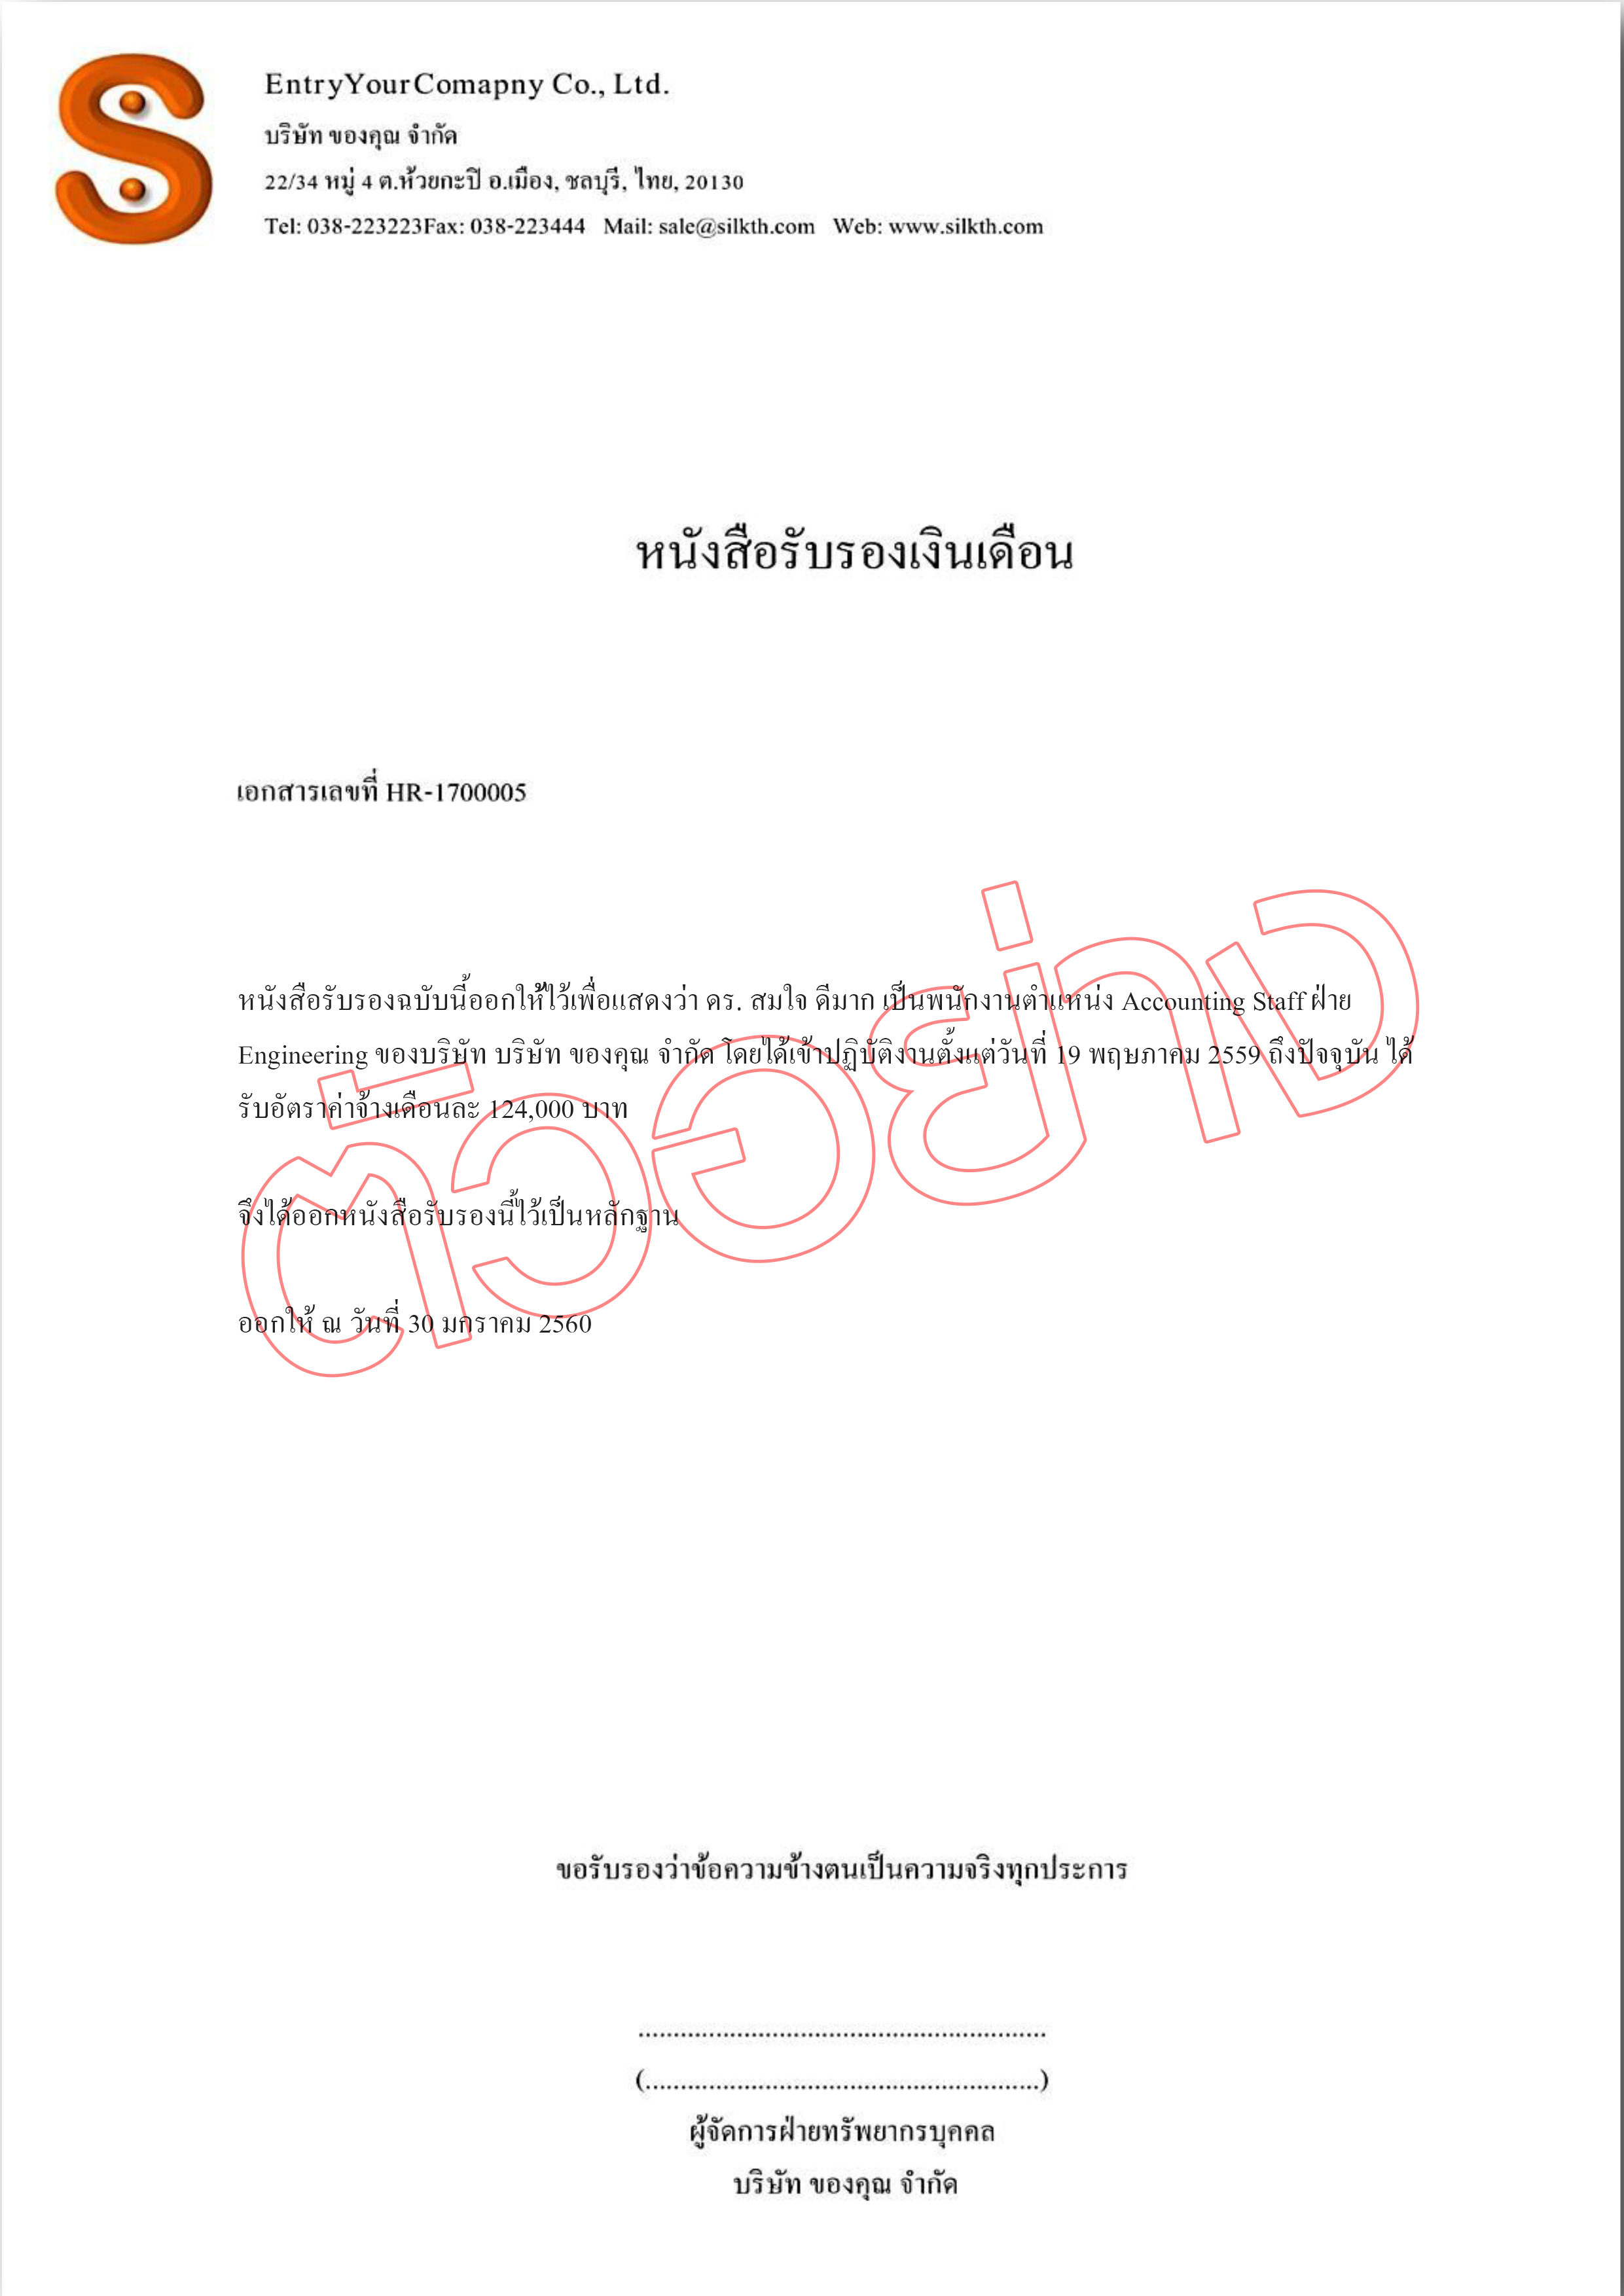 EntryYourComapny Co., Ltd.
บริษัท ของคุณ จำกัด
22/34 หมู่ 4 ต.ห้วยกะปิ อ.เมือง, ชลบุรี, ไทย, 20130
Tel: 038-223223Fax: 038-223444 Mail: sale@silkth.com Web: www.silkth.com
หนังสือรับรองเงินเดือน
เอกสารเลขที่ HR-1700005
หนังสือรับรองฉบับนี้ออกให้ไว้เพื่อแสดงว่า ดร. สมใจ ดีมาก เป็นพนักงานตำแหน่ง Accounting Staff ฝ่าย
Engineering ของบริษัท บริษัท ของคุณ จำกัด โดยได้เข้าปฏิบัติงานตั้งแต่วันที่ 19 พฤษภาคม 2559 ถึงปัจจุบัน ได้
รับอัตราค่าจ้างเดือนละ 124,000 บาท
จึงได้ออกหนังสือรับรองนี้ไว้เป็นหลักฐาน
ออกให้ ณ วันที่ 30 มกราคม 2560
ตัวอย่าง
ขอรับรองว่าข้อความข้างตนเป็นความจริงทุกประการ
..........................................................
(........................................................)
ผู้จัดการฝ่ายทรัพยากรบุคคล
บริษัท ของคุณ จำกัด